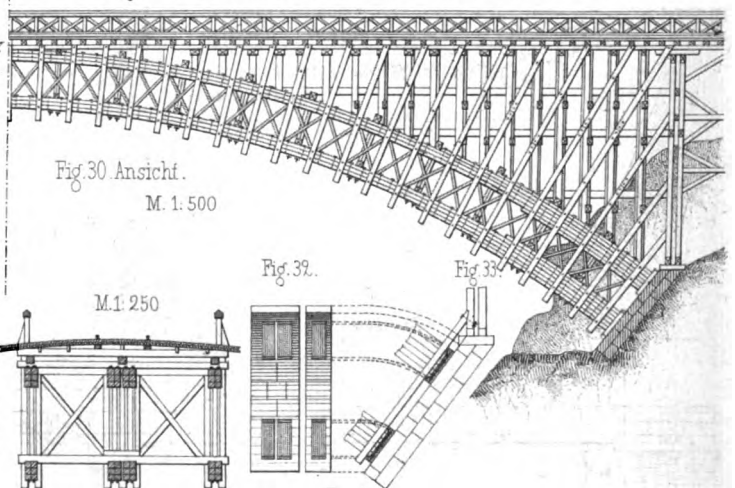 Fig. 30. Ansicht.
M. 1: 500
Fig. 32.
Fig. 33.
M. 1: 250